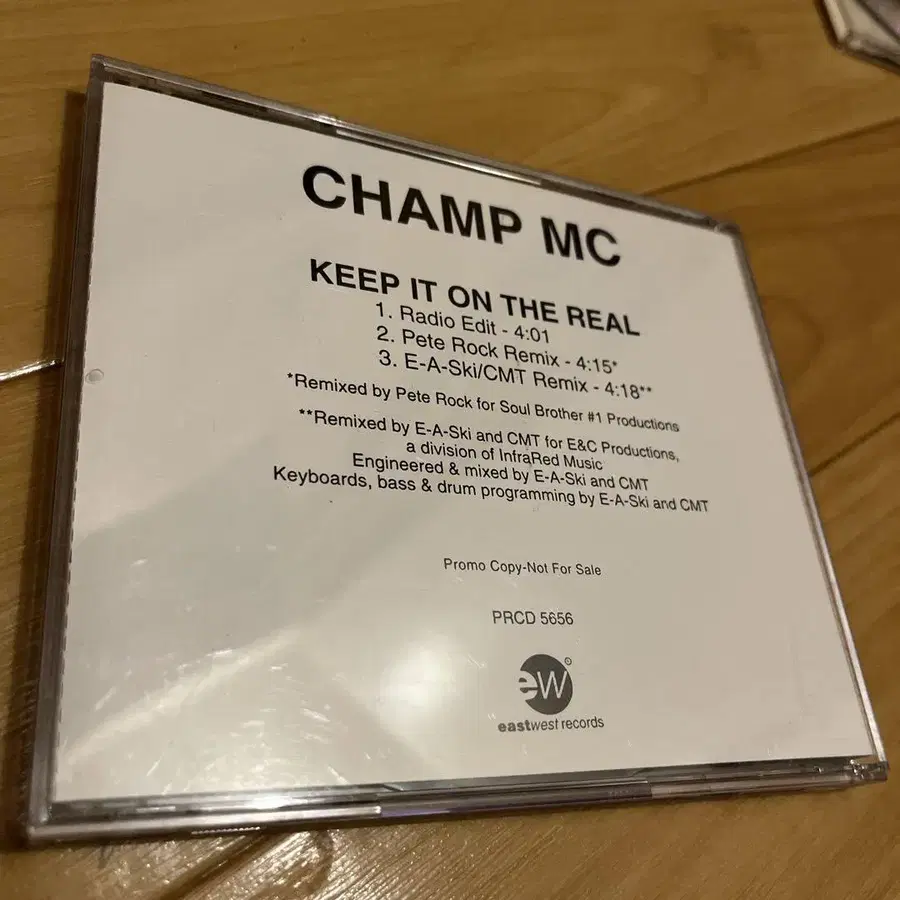 CHAMP MC
KEEP IT ON THE REAL
1. Radio Edit - 4:01
2. Pete Rock Remix - 4:15*
3. E-A-Ski/CMT Remix - 4:18**
*Remixed by Pete Rock for Soul Brother #1 Productions
**Remixed by E-A-Ski and CMT for E&C Productions,
a division of InfraRed Music
Engineered & mixed by E-A-Ski and CMT
Keyboards, bass & drum programming by E-A-Ski and CMT
Promo Copy-Not For Sale
PRCD 5656
ew
eastwest records